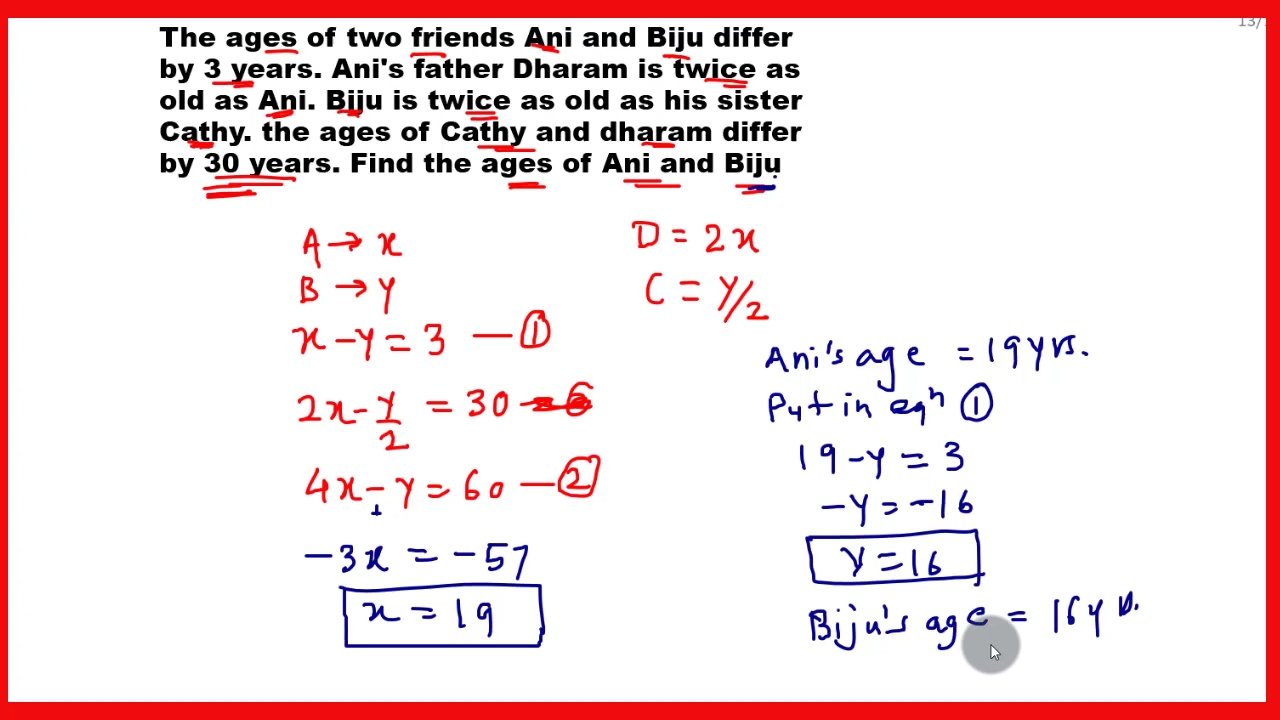 13/
The ages of two friends Ani and Biju differ
by 3 years. Ani's father Dharam is twice as
old as Ani. Biju is twice as old as his sister
Cathy. the ages of Cathy and dharam differ
by 30 years. Find the ages of Ani and Biju
A → x
B → y
x - y = 3 — ①
2x - y/2 = 30
4x - y = 60 — ②
+
-3x = -57
x = 19
D = 2x
C = y/2
Ani's age = 19 yrs.
Put in eqn ①
19 - y = 3
-y = -16
y = 16
Biju's age = 16 y